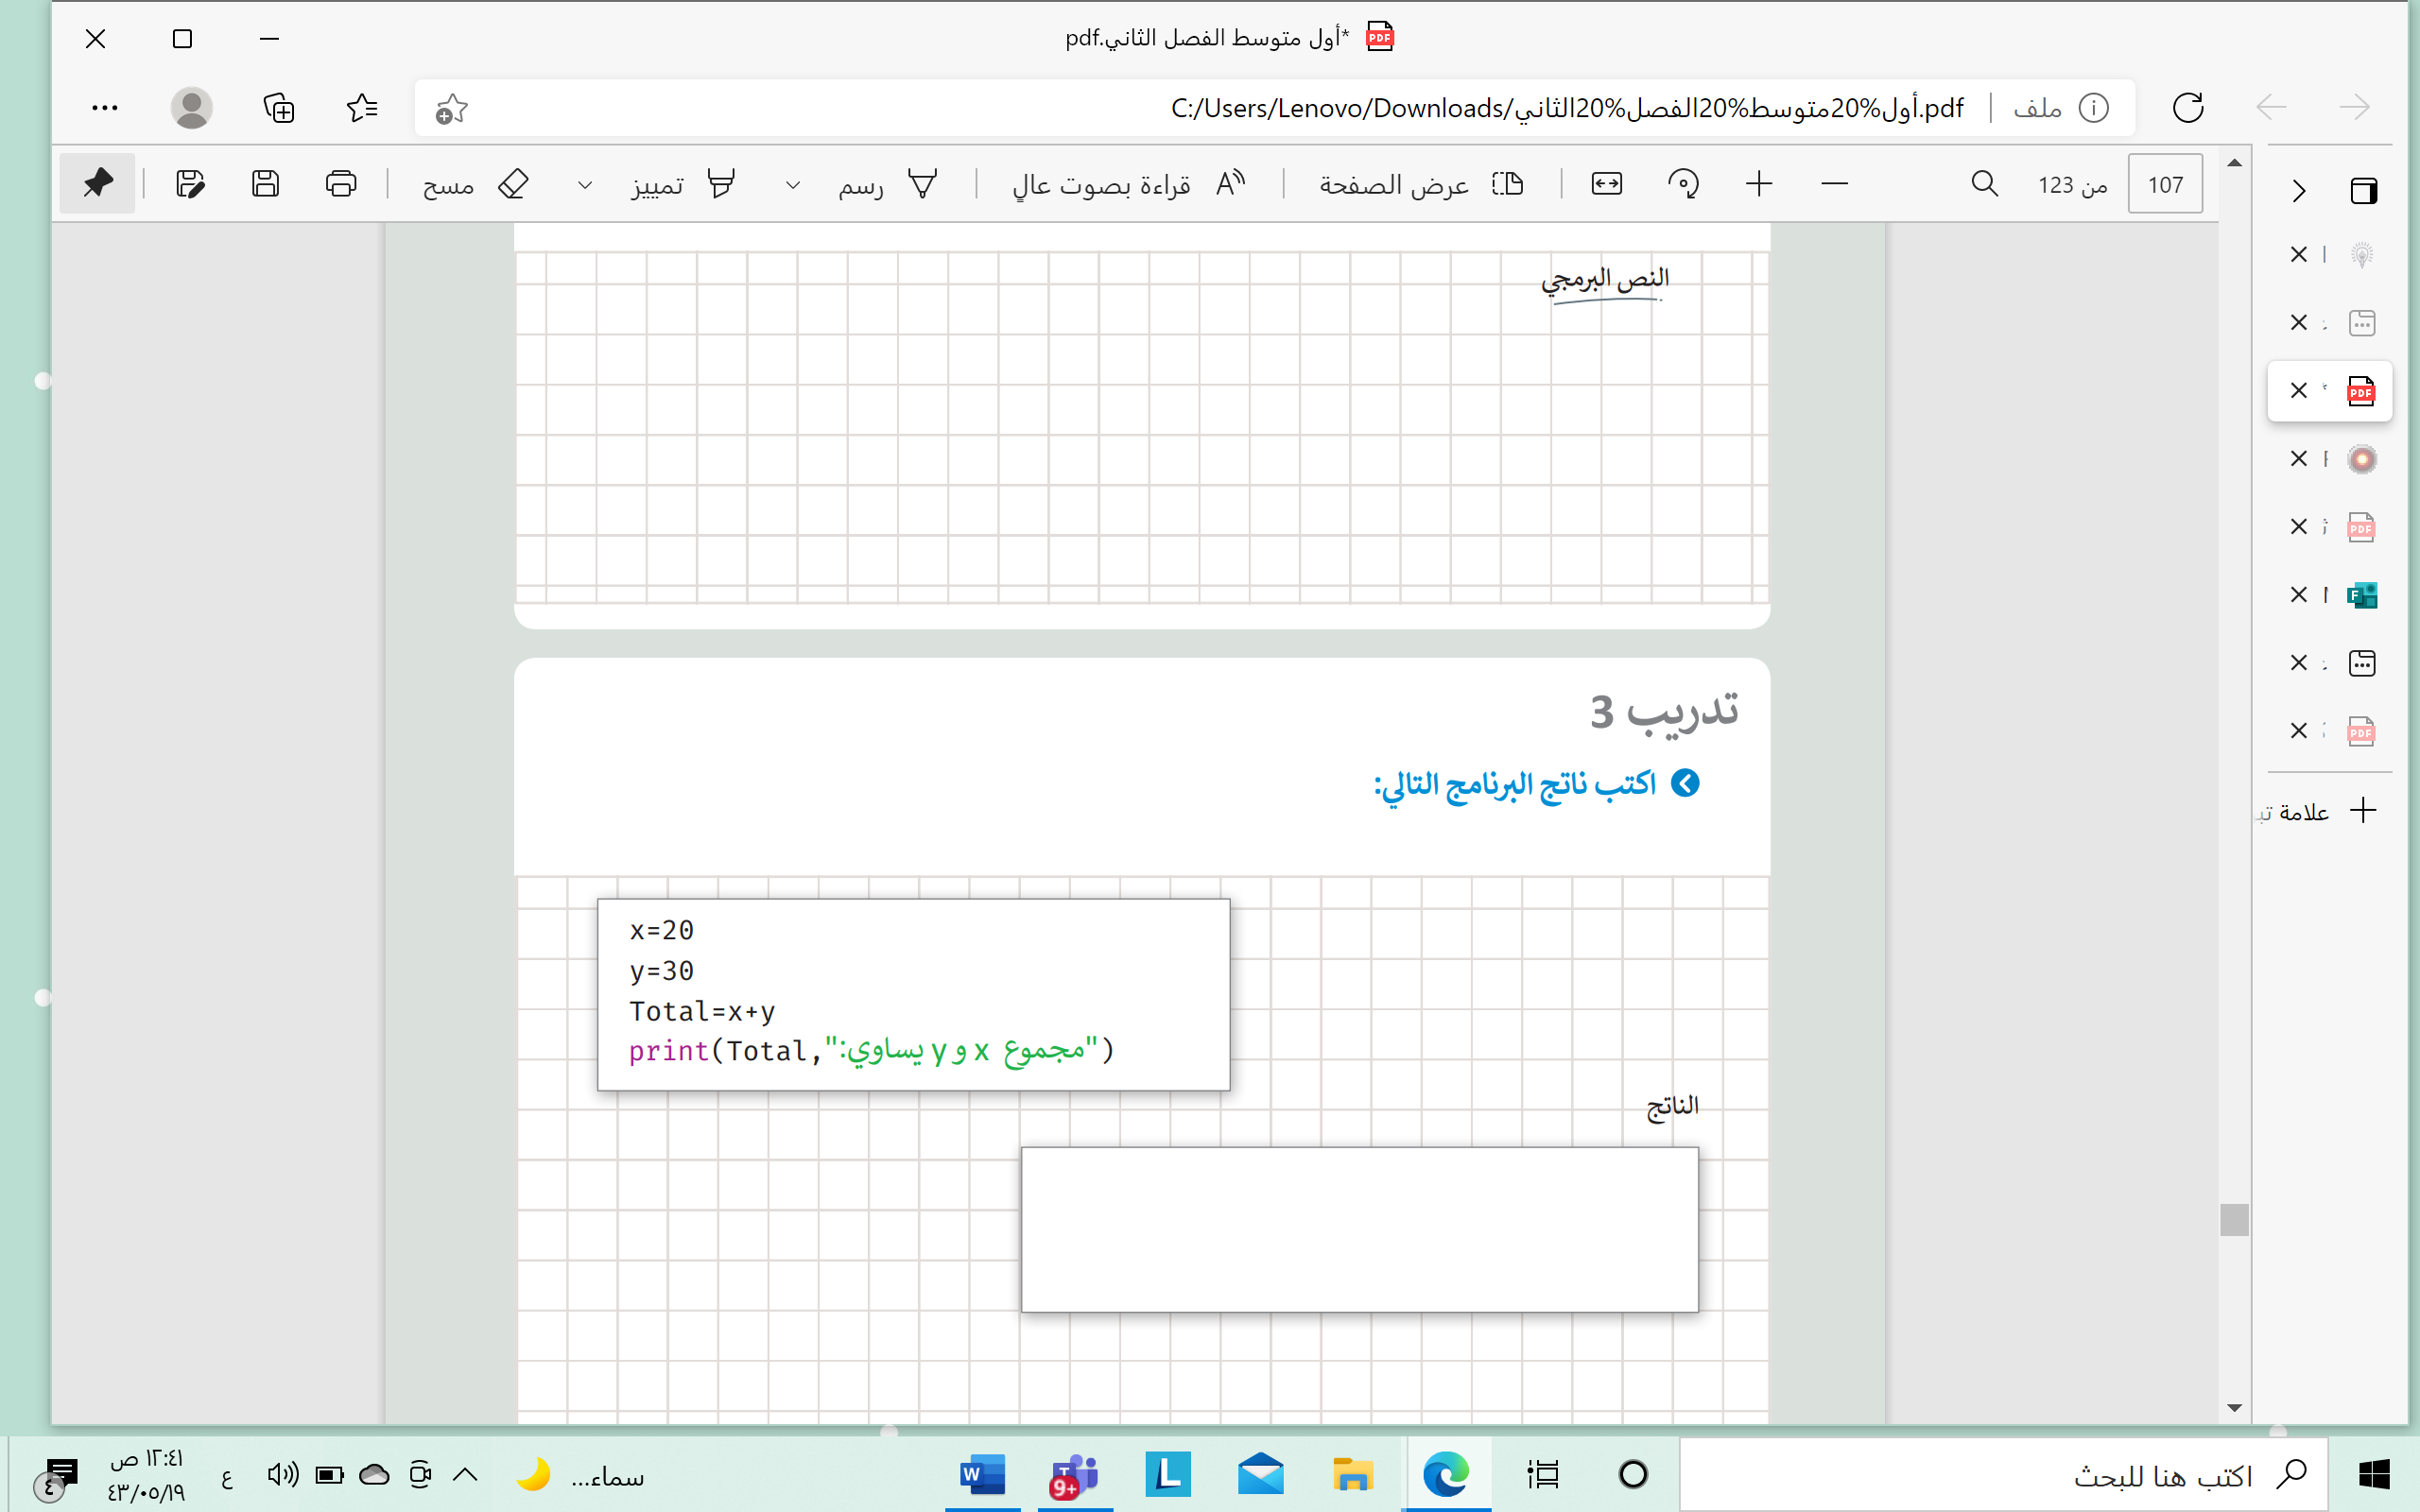 *أول متوسط الفصل الثاني.pdf
ملف
C:/Users/Lenovo/Downloads/أول%20متوسط%20الفصل%20الثاني.pdf
107
من 123
عرض الصفحة
قراءة بصوت عالٍ
رسم
تمييز
مسح
النص البرمجي
تدريب 3
اكتب ناتج البرنامج التالي:
x=20
y=30
Total=x+y
print(Total,"مجموع x و y يساوي:")
الناتج
علامة
اكتب هنا للبحث
سماء...
ع
١٢:٤١ ص
٤٣/٠٥/١٩
٤
9+